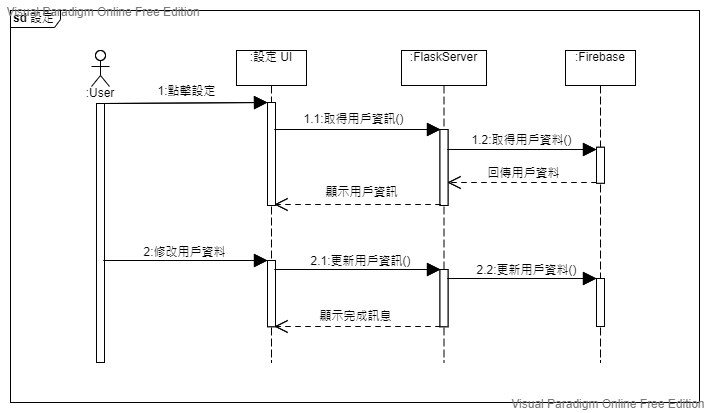 Visual Paradigm Online Free Edition
sd 設定
:設定 UI
:FlaskServer
:Firebase
:User
1:點擊設定
1.1:取得用戶資訊()
1.2:取得用戶資料()
回傳用戶資料
顯示用戶資訊
2:修改用戶資料
2.1:更新用戶資訊()
2.2:更新用戶資料()
顯示完成訊息
Visual Paradigm Online Free Edition